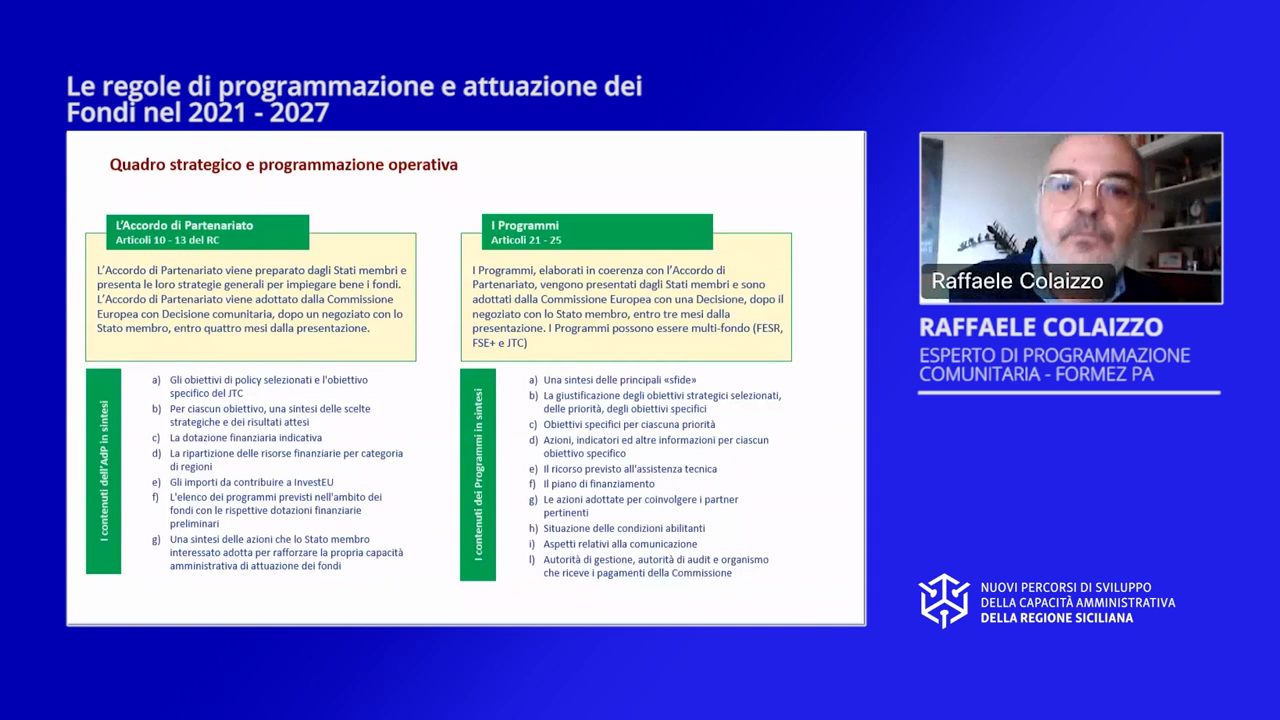 Le regole di programmazione e attuazione dei
Fondi nel 2021 - 2027
Quadro strategico e programmazione operativa
L'Accordo di Partenariato
Articoli 10 - 13 del RC
L'Accordo di Partenariato viene preparato dagli Stati membri e
presenta le loro strategie generali per impiegare bene i fondi.
L'Accordo di Partenariato viene adottato dalla Commissione
Europea con Decisione comunitaria, dopo un negoziato con lo
Stato membro, entro quattro mesi dalla presentazione.
I contenuti dell'AdP in sintesi
a) Gli obiettivi di policy selezionati e l'obiettivo
specifico del JTC
b) Per ciascun obiettivo, una sintesi delle scelte
strategiche e dei risultati attesi
c) La dotazione finanziaria indicativa
d) La ripartizione delle risorse finanziarie per categoria
di regioni
e) Gli importi da contribuire a InvestEU
f) L'elenco dei programmi previsti nell'ambito dei
fondi con le rispettive dotazioni finanziarie
preliminari
g) Una sintesi delle azioni che lo Stato membro
interessato adotta per rafforzare la propria capacità
amministrativa di attuazione dei fondi
I Programmi
Articoli 21 - 25
I Programmi, elaborati in coerenza con l'Accordo di
Partenariato, vengono presentati dagli Stati membri e sono
adottati dalla Commissione Europea con una Decisione, dopo il
negoziato con lo Stato membro, entro tre mesi dalla
presentazione. I Programmi possono essere multi-fondo (FESR,
FSE+ e JTC)
I contenuti dei Programmi in sintesi
a) Una sintesi delle principali «sfide»
b) La giustificazione degli obiettivi strategici selezionati,
delle priorità, degli obiettivi specifici
c) Obiettivi specifici per ciascuna priorità
d) Azioni, indicatori ed altre informazioni per ciascun
obiettivo specifico
e) Il ricorso previsto all'assistenza tecnica
f) Il piano di finanziamento
g) Le azioni adottate per coinvolgere i partner
pertinenti
h) Situazione delle condizioni abilitanti
i) Aspetti relativi alla comunicazione
l) Autorità di gestione, autorità di audit e organismo
che riceve i pagamenti della Commissione
Raffaele Colaizzo
RAFFAELE COLAIZZO
ESPERTO DI PROGRAMMAZIONE
COMUNITARIA - FORMEZ PA
NUOVI PERCORSI DI SVILUPPO
DELLA CAPACITÀ AMMINISTRATIVA
DELLA REGIONE SICILIANA